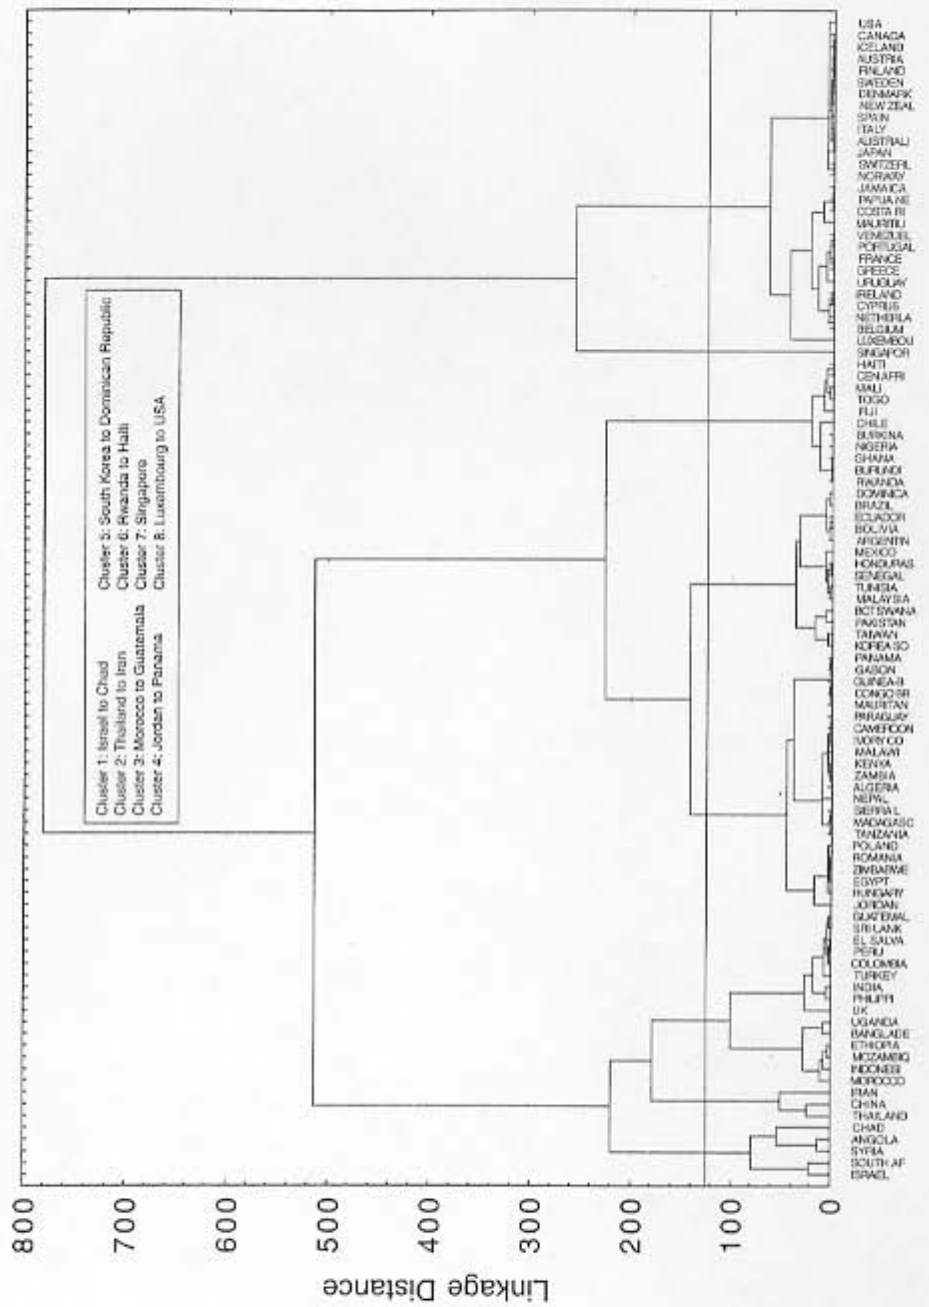 Linkage Distance
800
700
600
500
400
300
200
100
0
Cluster 1: Israel to Chad
Cluster 2: Thailand to Iran
Cluster 3: Morocco to Guatemala
Cluster 4: Jordan to Panama
Cluster 5: South Korea to Dominican Republic
Cluster 6: Rwanda to Haiti
Cluster 7: Singapore
Cluster 8: Luxembourg to USA
USA
CANADA
ICELAND
AUSTRIA
FINLAND
SWEDEN
DENMARK
NEW ZEAL
SPAIN
ITALY
AUSTRALI
JAPAN
SWITZERL
NORWAY
JAMAICA
PAPUA NE
COSTA RI
MAURITIU
VENEZUEL
PORTUGAL
FRANCE
GREECE
URUGUAY
IRELAND
CYPRUS
NETHERLA
BELGIUM
LUXEMBOU
SINGAPOR
HAITI
CEN AFRI
MALI
TOGO
FIJI
CHILE
BURKINA
NIGERIA
GHANA
BURUNDI
RWANDA
DOMINICA
BRAZIL
ECUADOR
BOLIVIA
ARGENTIN
MEXICO
HONDURAS
SENEGAL
TUNISIA
MALAYSIA
BOTSWANA
PAKISTAN
TAIWAN
KOREA SO
PANAMA
GABON
GUINEA-B
CONGO BR
MAURITAN
PARAGUAY
CAMEROON
IVORY CO
MALAWI
KENYA
ZAMBIA
ALGERIA
NEPAL
SIERRA L
MADAGASC
TANZANIA
POLAND
ROMANIA
ZIMBABWE
EGYPT
HUNGARY
JORDAN
GUATEMAL
SRI LANK
EL SALVA
PERU
COLOMBIA
TURKEY
INDIA
PHILIPPI
UK
UGANDA
BANGLADE
ETHIOPIA
MOZAMBIQ
INDONESI
MOROCCO
IRAN
CHINA
THAILAND
CHAD
ANGOLA
SYRIA
SOUTH AF
ISRAEL